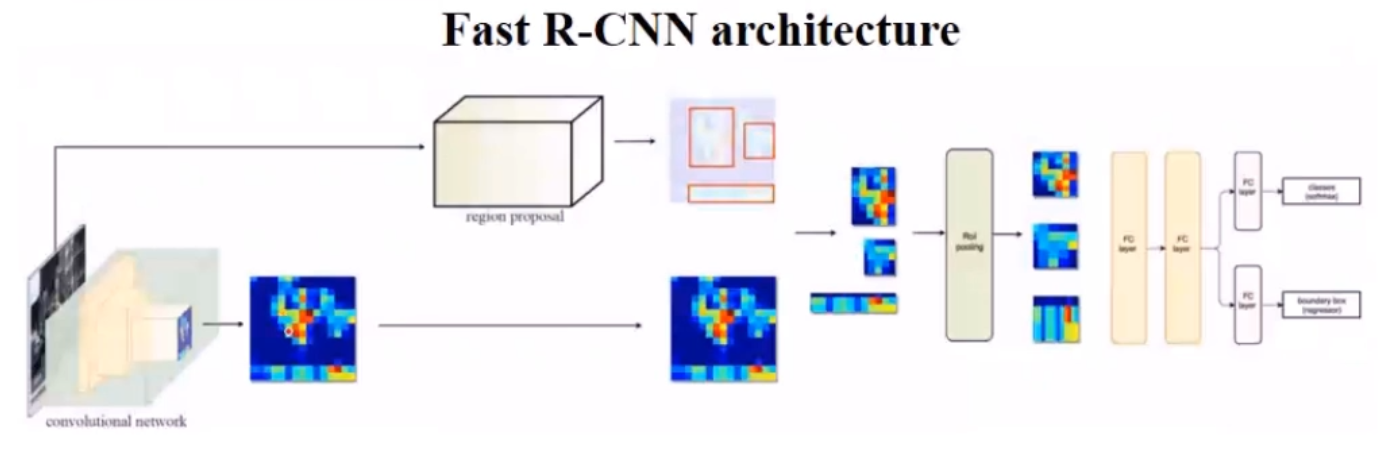 Fast R-CNN architecture
region proposal
convolutional network
RoI
pooling
FC
layer
FC
layer
FC
layer
classes
(softmax)
FC
layer
boundary box
(regressor)